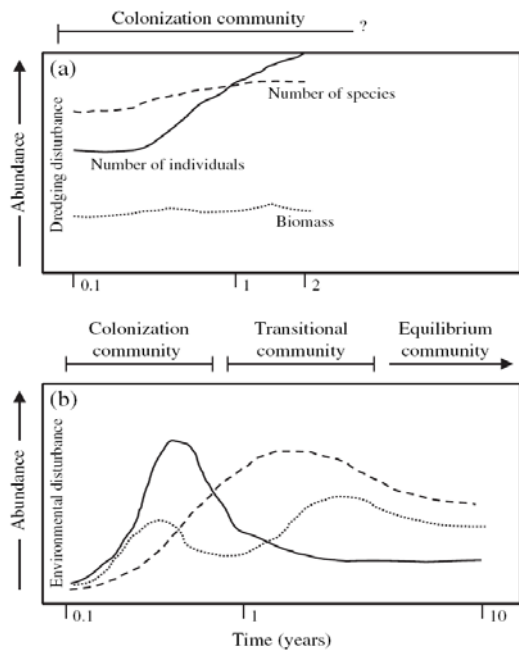 Colonization community
?
(a)
Number of species
Number of individuals
Biomass
Dredging disturbance
Abundance
0.1 1 2
Colonization community
Transitional community
Equilibrium community
(b)
Environmental disturbance
Abundance
0.1 1 10
Time (years)